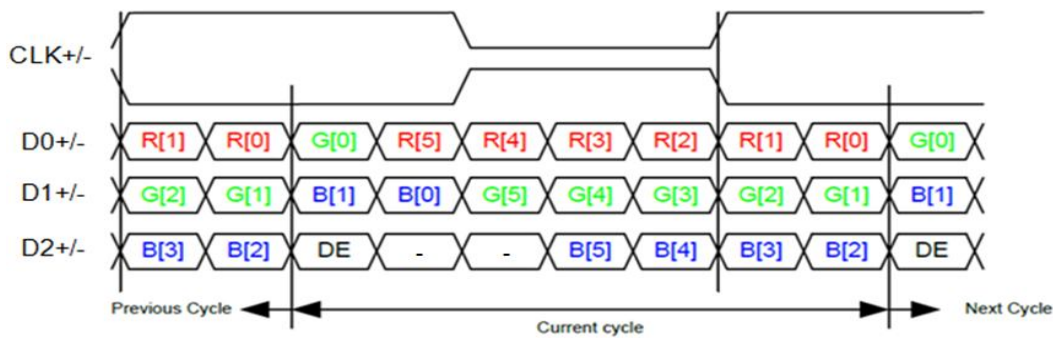 CLK+/-
D0+/- R[1] R[0] G[0] R[5] R[4] R[3] R[2] R[1] R[0] G[0]
D1+/- G[2] G[1] B[1] B[0] G[5] G[4] G[3] G[2] G[1] B[1]
D2+/- B[3] B[2] DE - - B[5] B[4] B[3] B[2] DE
Previous Cycle Current cycle Next Cycle